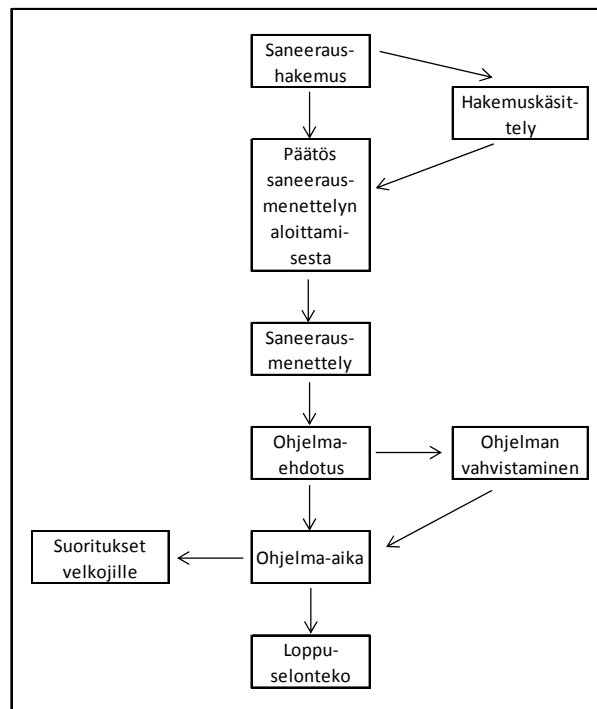 Saneeraus-
hakemus
Hakemuskäsit-
tely
Päätös
saneeraus-
menettelyn
aloittami-
sesta
Saneeraus-
menettely
Ohjelma-
ehdotus
Ohjelman
vahvistaminen
Suoritukset
velkojille
Ohjelma-aika
Loppu-
selonteko